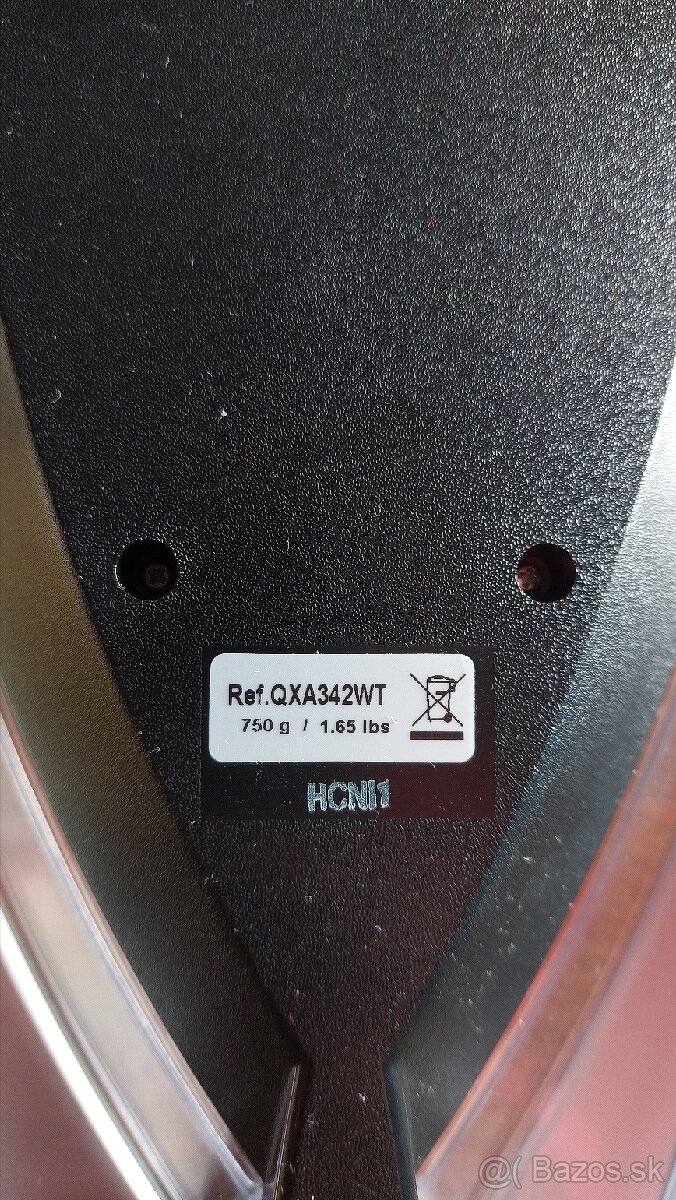 Ref.QXA342WT
750 g / 1.65 lbs
HCNI1
@( Bazos.sk